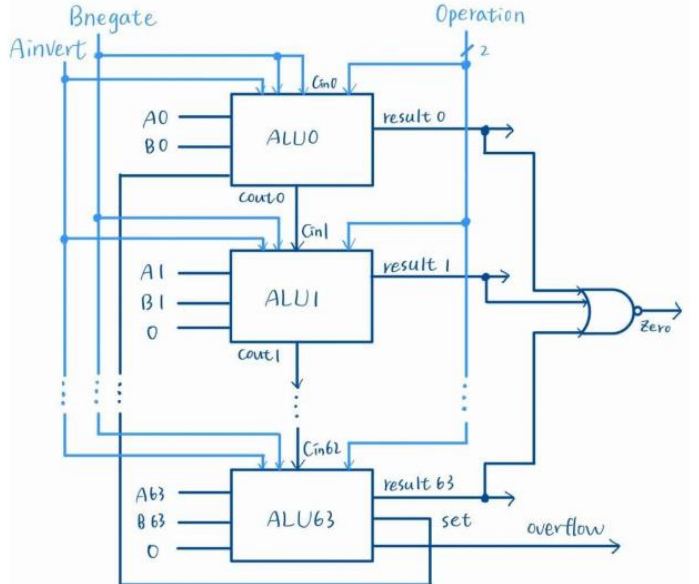 Bnegate
Operation
Ainvert
2
Cin0
A0
B0
ALU0
result 0
cout0
Cin1
A1
B1
0
ALU1
result 1
cout1
Zero
Cin62
A63
B63
0
ALU63
result 63
set
overflow